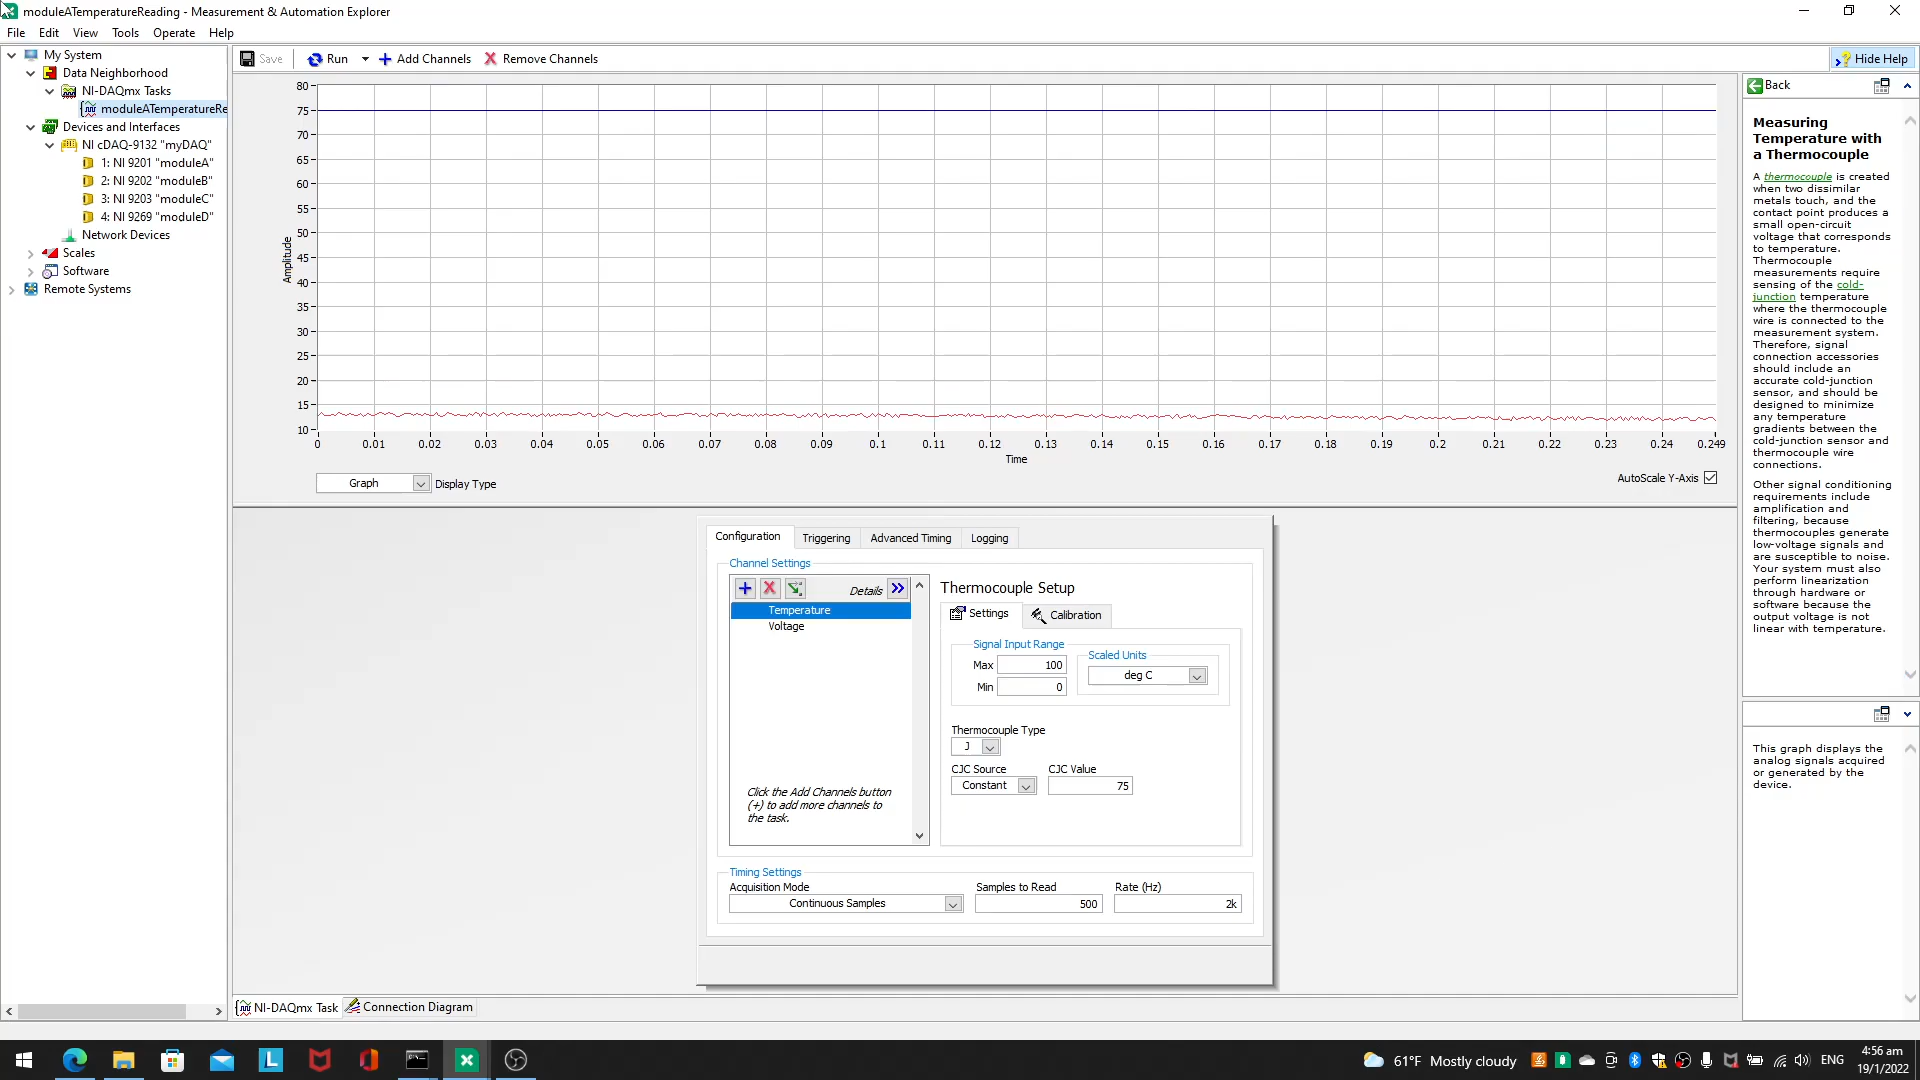 moduleATemperatureReading - Measurement & Automation Explorer
File Edit View Tools Operate Help
My System
Data Neighborhood
NI-DAQmx Tasks
moduleATemperatureRe
Devices and Interfaces
NI cDAQ-9132 "myDAQ"
1: NI 9201 "moduleA"
2: NI 9202 "moduleB"
3: NI 9203 "moduleC"
4: NI 9269 "moduleD"
Network Devices
Scales
Software
Remote Systems
Save Run Add Channels Remove Channels Hide Help
80
75
70
65
60
55
50
45
40
35
30
25
20
15
10
Amplitude
0 0.01 0.02 0.03 0.04 0.05 0.06 0.07 0.08 0.09 0.1 0.11 0.12 0.13 0.14 0.15 0.16 0.17 0.18 0.19 0.2 0.21 0.22 0.23 0.24 0.249
Time
Graph Display Type
AutoScale Y-Axis
Configuration Triggering Advanced Timing Logging
Channel Settings
Details
Temperature
Voltage
Click the Add Channels button
(+) to add more channels to
the task.
Thermocouple Setup
Settings Calibration
Signal Input Range
Max 100
Min 0
Scaled Units
deg C
Thermocouple Type
J
CJC Source CJC Value
Constant 75
Timing Settings
Acquisition Mode Samples to Read Rate (Hz)
Continuous Samples 500 2k
NI-DAQmx Task Connection Diagram
Back
Measuring
Temperature with
a Thermocouple
A thermocouple is created
when two dissimilar
metals touch, and the
contact point produces a
small open-circuit
voltage that corresponds
to temperature.
Thermocouple
measurements require
sensing of the cold-
junction temperature
where the thermocouple
wire is connected to the
measurement system.
Therefore, signal
connection accessories
should include an
accurate cold-junction
sensor, and should be
designed to minimize
any temperature
gradients between the
cold-junction sensor and
thermocouple wire
connections.
Other signal conditioning
requirements include
amplification and
filtering, because
thermocouples generate
low-voltage signals and
are susceptible to noise.
Your system must also
perform linearization
through hardware or
software because the
output voltage is not
linear with temperature.
This graph displays the
analog signals acquired
or generated by the
device.
L
61°F Mostly cloudy
ENG
4:56 am
19/1/2022